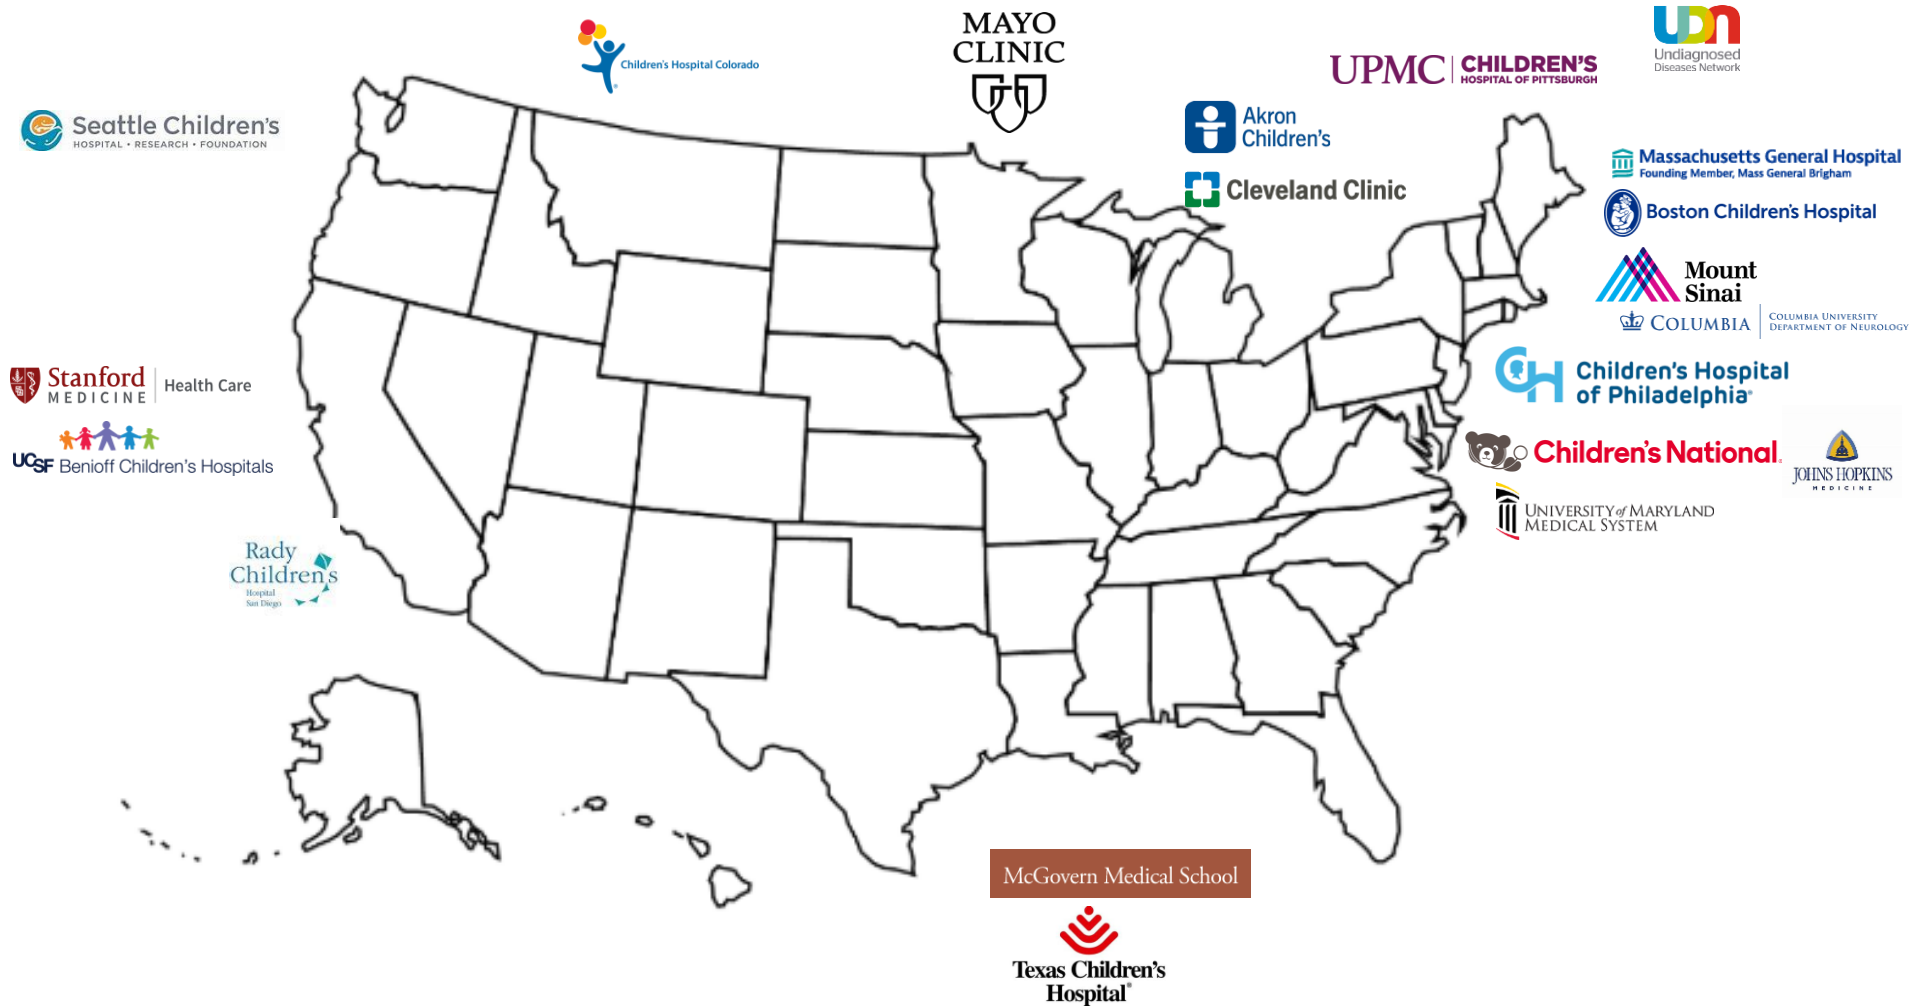 MAYO
CLINIC
Children's Hospital Colorado
UPMC | CHILDREN'S
HOSPITAL OF PITTSBURGH
UDN
Undiagnosed
Diseases Network
Akron
Children's
Cleveland Clinic
Seattle Children's
HOSPITAL • RESEARCH • FOUNDATION
Massachusetts General Hospital
Founding Member, Mass General Brigham
Boston Children's Hospital
Mount
Sinai
COLUMBIA
COLUMBIA UNIVERSITY
DEPARTMENT OF NEUROLOGY
Stanford
MEDICINE
Health Care
UCSF Benioff Children's Hospitals
CH
Children's Hospital
of Philadelphia
Children's National
JOHNS HOPKINS
MEDICINE
UNIVERSITY of MARYLAND
MEDICAL SYSTEM
Rady
Children's
Hospital
San Diego
McGovern Medical School
Texas Children's
Hospital